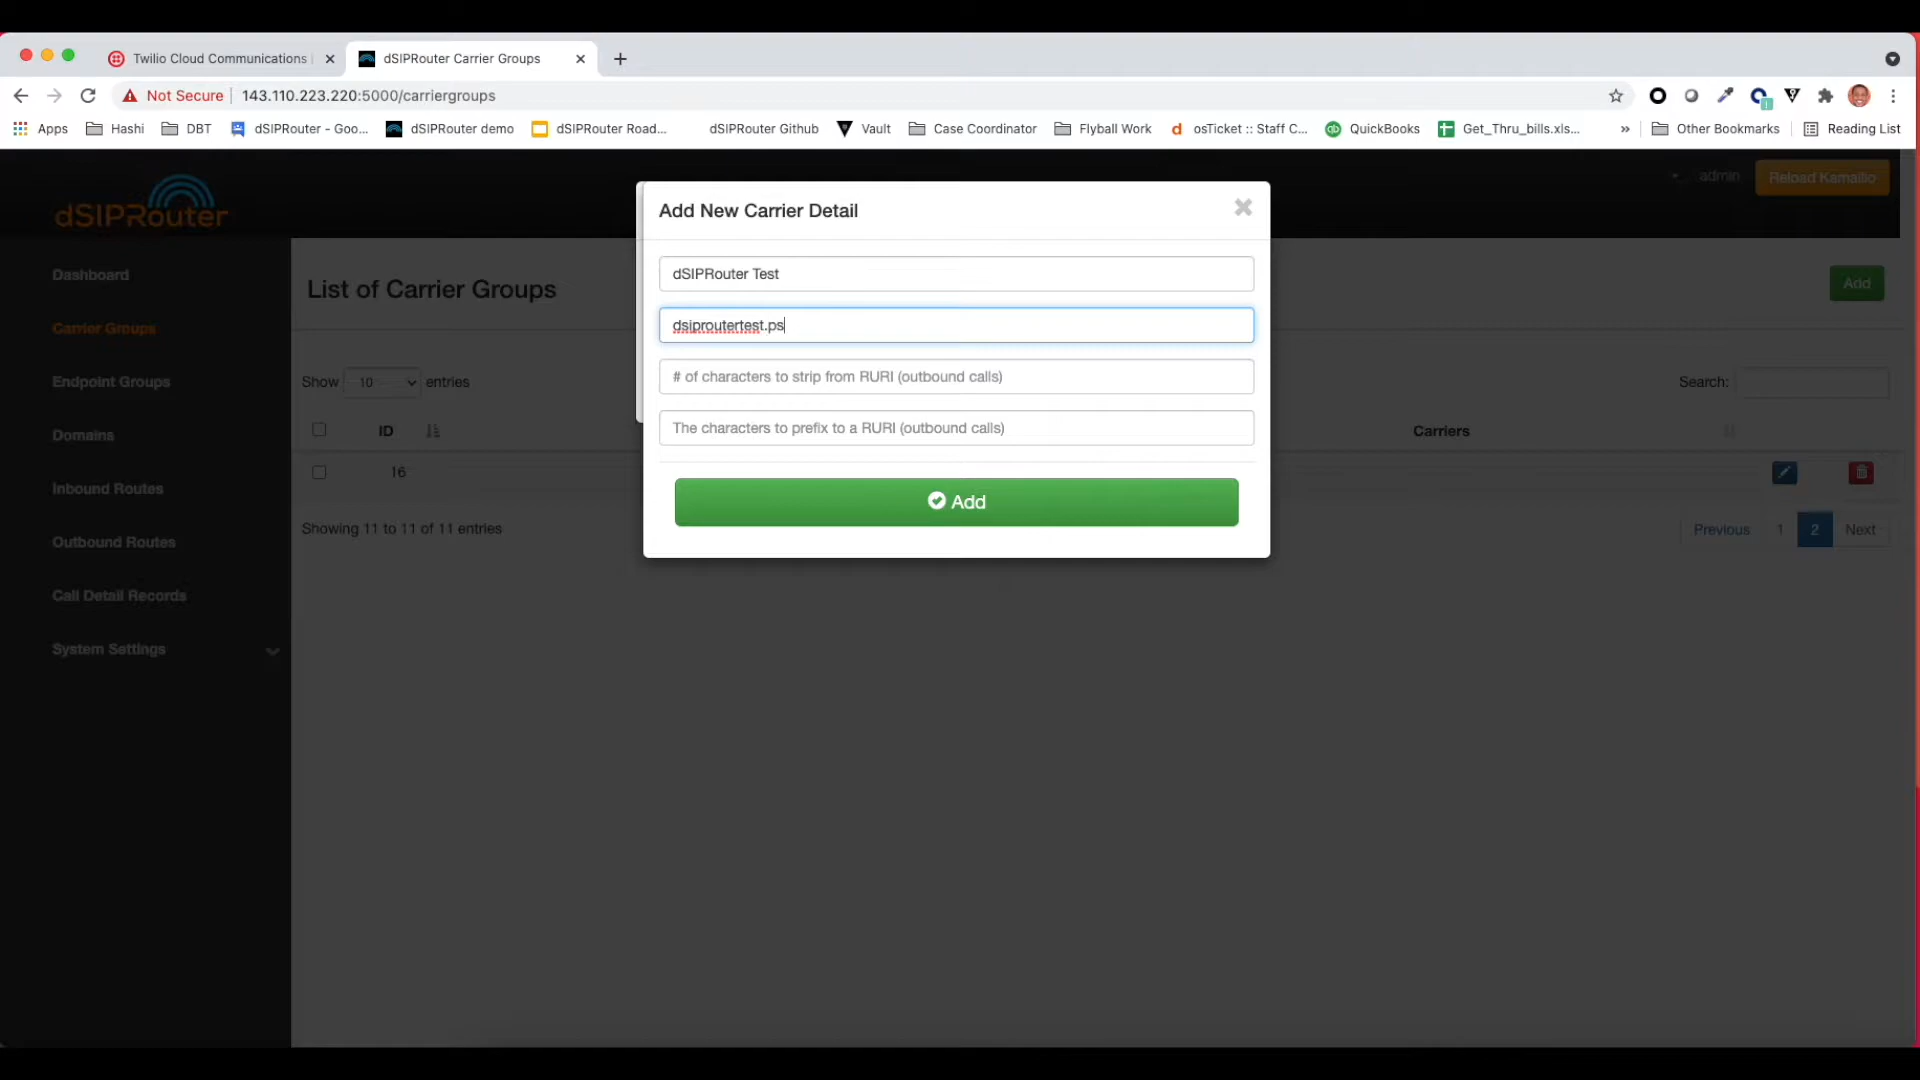 Twilio Cloud Communications
dSIPRouter Carrier Groups
Not Secure
143.110.223.220:5000/carriergroups
Apps
Hashi
DBT
dSIPRouter - Goo...
dSIPRouter demo
dSIPRouter Road...
dSIPRouter Github
Vault
Case Coordinator
Flyball Work
osTicket :: Staff C...
QuickBooks
Get_Thru_bills.xls...
»
Other Bookmarks
Reading List
dSIPRouter
admin
Reload Kamailio
Dashboard
Carrier Groups
Endpoint Groups
Domains
Inbound Routes
Outbound Routes
Call Detail Records
System Settings
List of Carrier Groups
Add
Show 10 entries
Search:
ID
Carriers
16
Showing 11 to 11 of 11 entries
Previous 1 2 Next
Add New Carrier Detail
dSIPRouter Test
dsiproutertest.ps
# of characters to strip from RURI (outbound calls)
The characters to prefix to a RURI (outbound calls)
Add